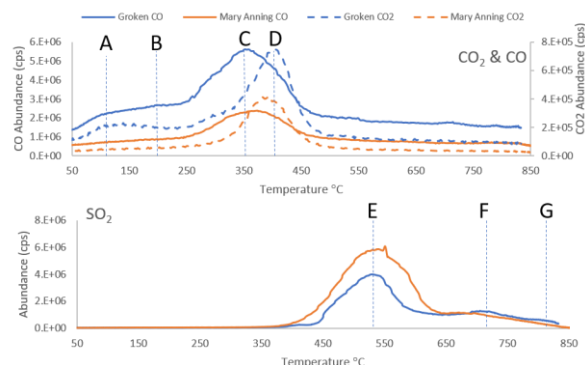 Groken CO Mary Anning CO Groken CO2 Mary Anning CO2
6.E+06 A B C D CO₂ & CO 8.E+05
5.E+06
4.E+06 6.E+05
3.E+06 4.E+05
2.E+06 2.E+05
1.E+06
0.E+00 0.E+00
CO Abundance (cps)
CO2 Abundance (cps)
50 150 250 350 450 550 650 750 850
Temperature °C
8.E+06 SO₂ E F G
6.E+06
4.E+06
2.E+06
0.E+00
Abundance (cps)
50 150 250 350 450 550 650 750 850
Temperature °C